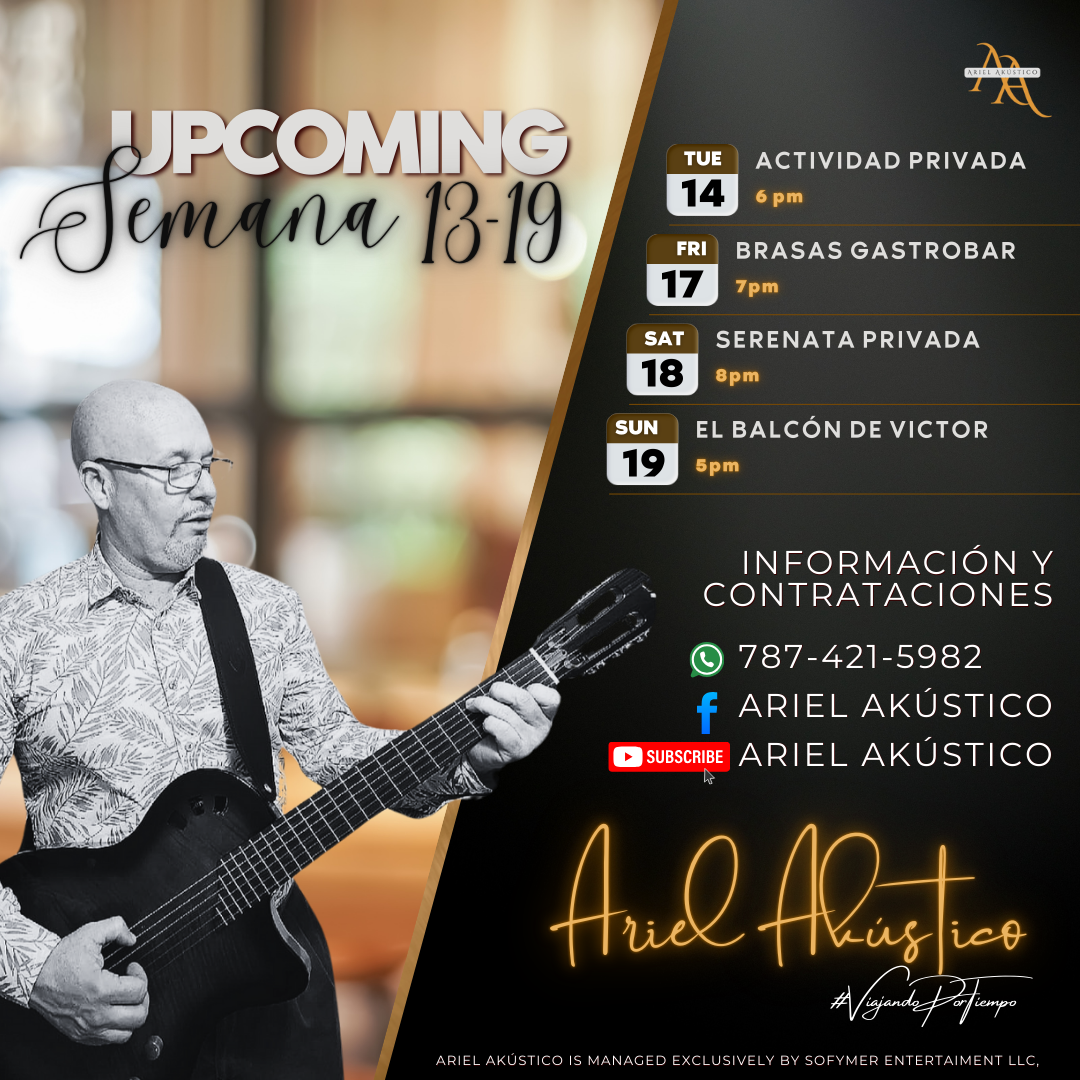 UPCOMING
Semana 13-19
ARIEL AKÚSTICO
TUE
14
ACTIVIDAD PRIVADA
6 pm
FRI
17
BRASAS GASTROBAR
7pm
SAT
18
SERENATA PRIVADA
8pm
SUN
19
EL BALCÓN DE VICTOR
5pm
INFORMACIÓN Y
CONTRATACIONES
787-421-5982
f ARIEL AKÚSTICO
SUBSCRIBE ARIEL AKÚSTICO
Ariel Akústico
#ViajandoPorTiempo
ARIEL AKÚSTICO IS MANAGED EXCLUSIVELY BY SOFYMER ENTERTAIMENT LLC,